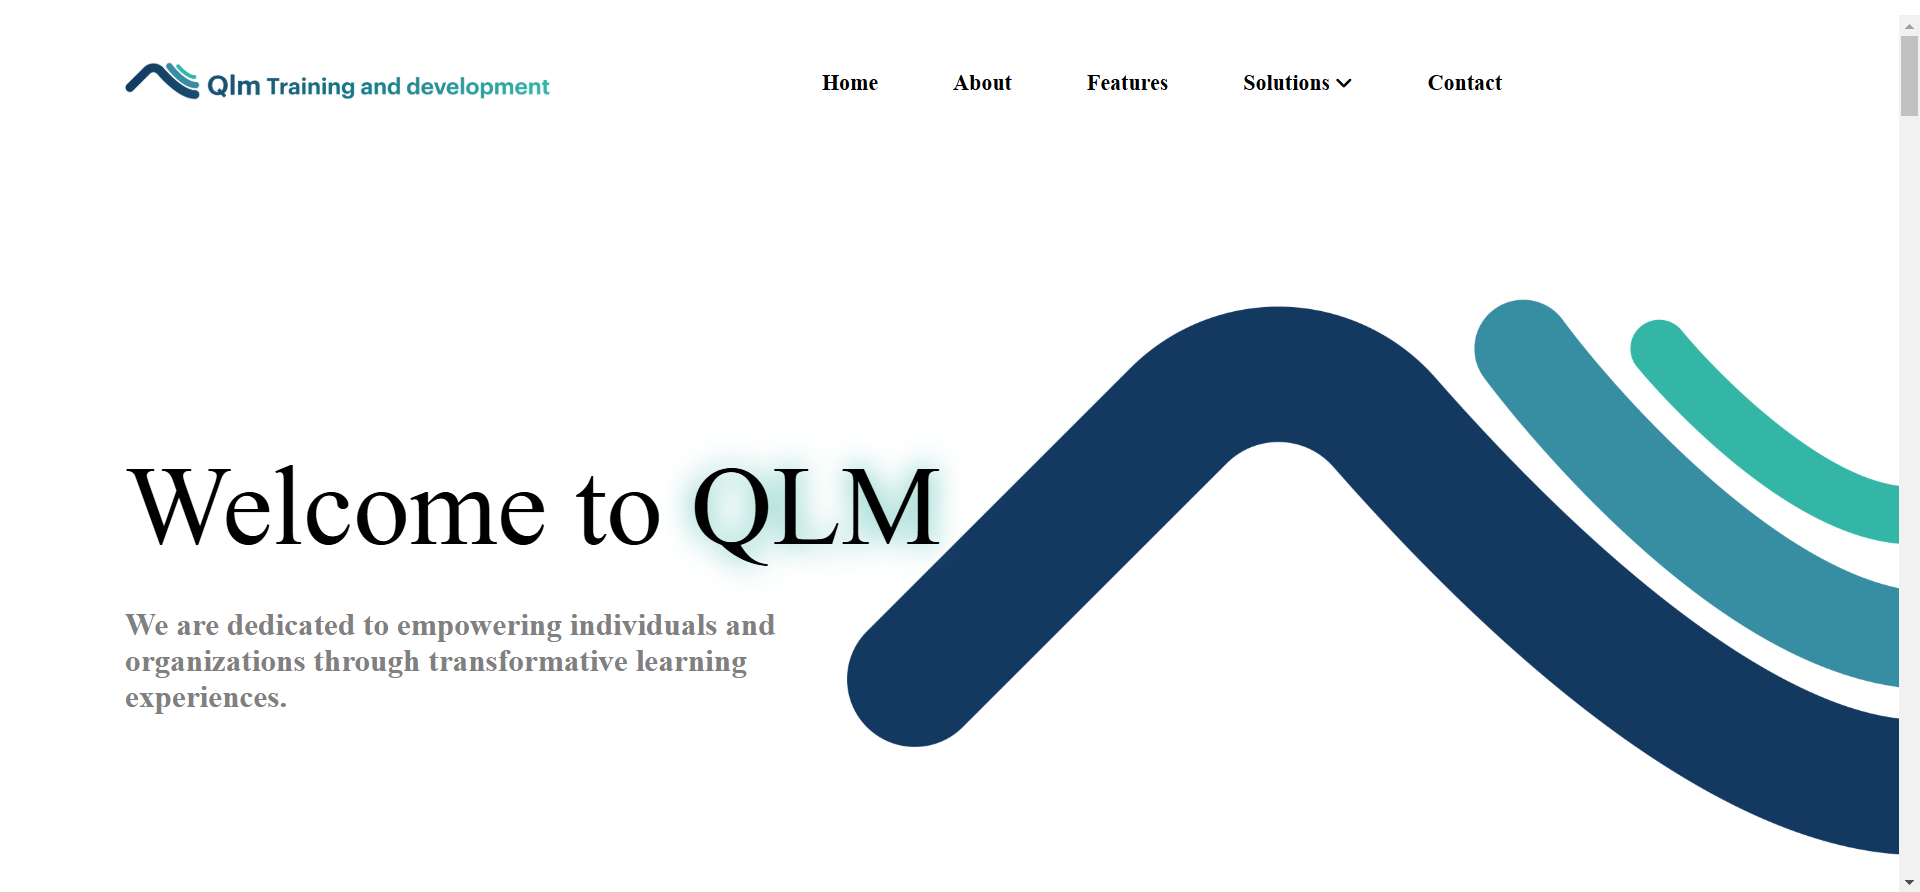 Qlm Training and development
Home About Features Solutions Contact
Welcome to QLM
We are dedicated to empowering individuals and
organizations through transformative learning
experiences.